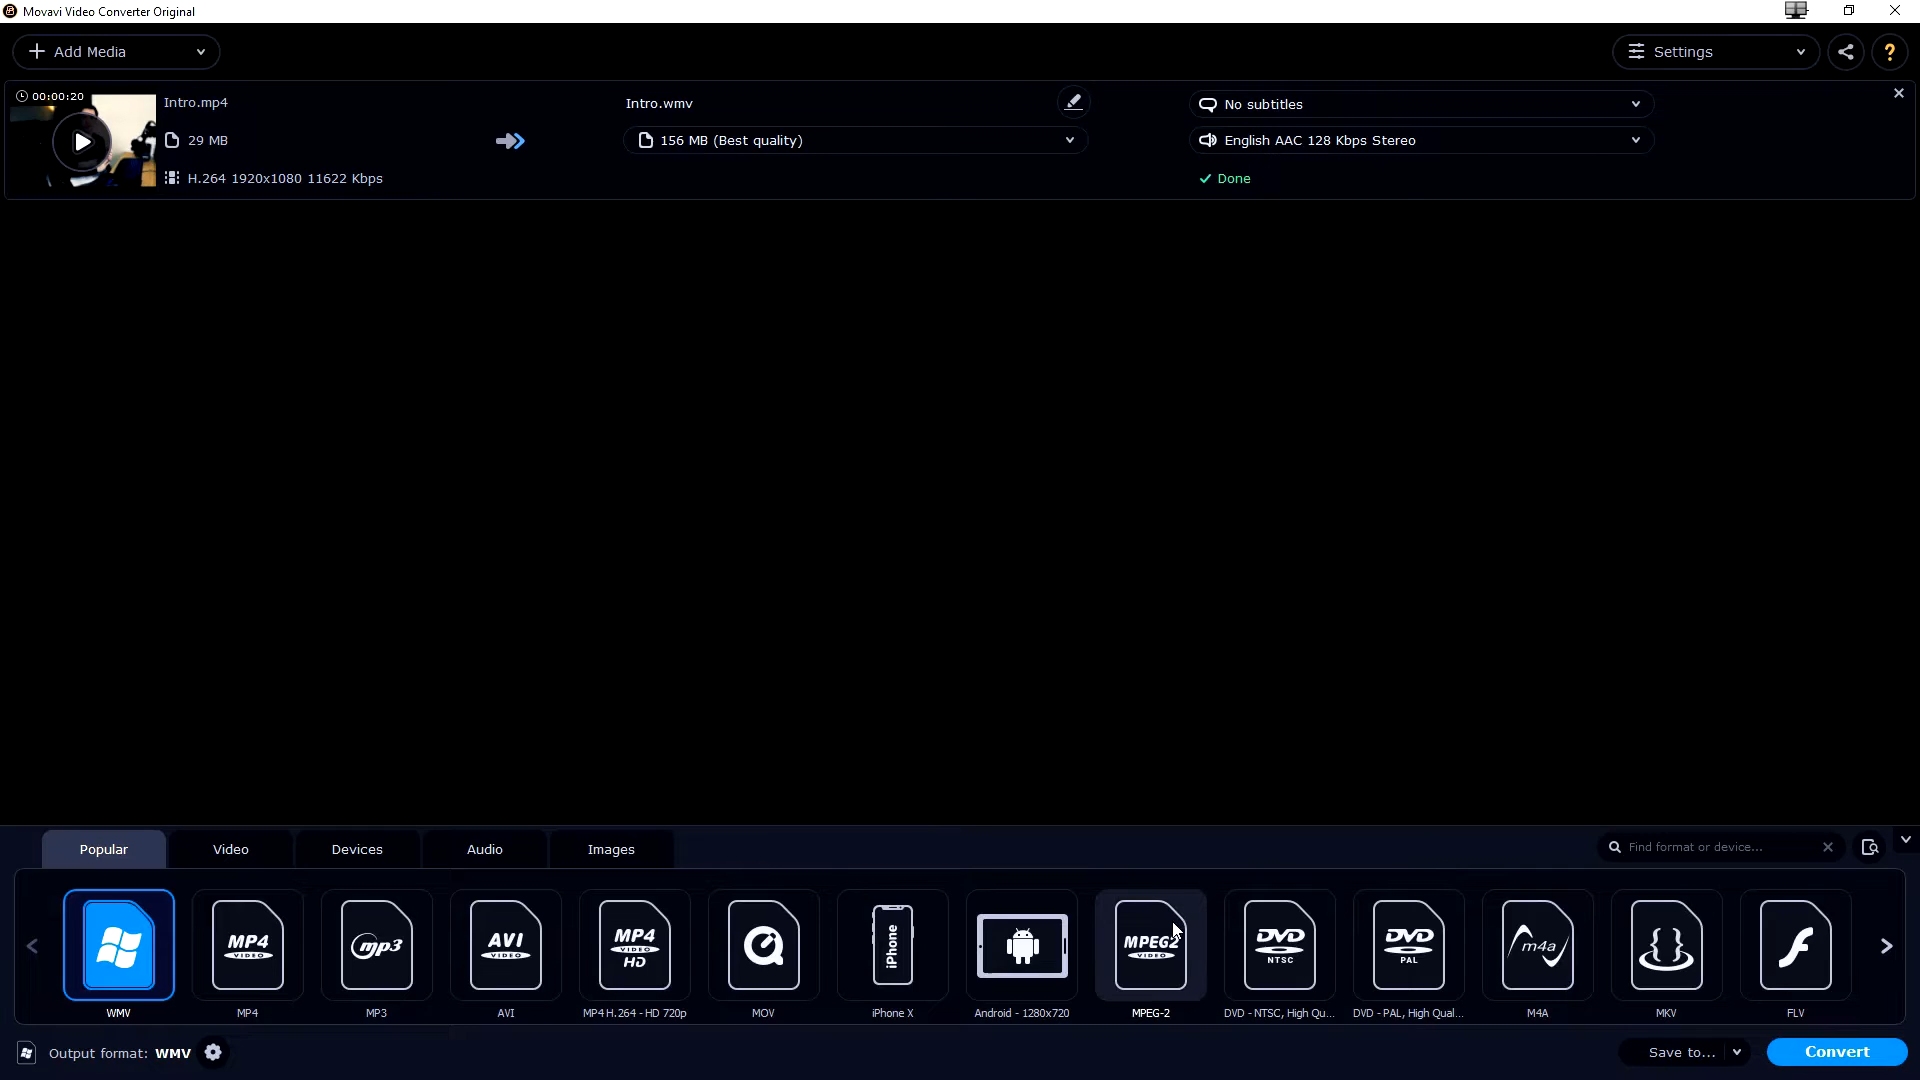 Movavi Video Converter Original
Add Media
Settings
?
00:00:20
Intro.mp4
Intro.wmv
No subtitles
29 MB
156 MB (Best quality)
English AAC 128 Kbps Stereo
H.264 1920x1080 11622 Kbps
Done
Popular
Video
Devices
Audio
Images
Find format or device...
MP4 VIDEO
mp3
AVI VIDEO
MP4 VIDEO HD
iPhone
MPEG2 VIDEO
DVD NTSC
DVD PAL
m4a
WMV
MP4
MP3
AVI
MP4 H.264 - HD 720p
MOV
iPhone X
Android - 1280x720
MPEG-2
DVD - NTSC, High Qu...
DVD - PAL, High Qual...
M4A
MKV
FLV
Output format: WMV
Save to...
Convert